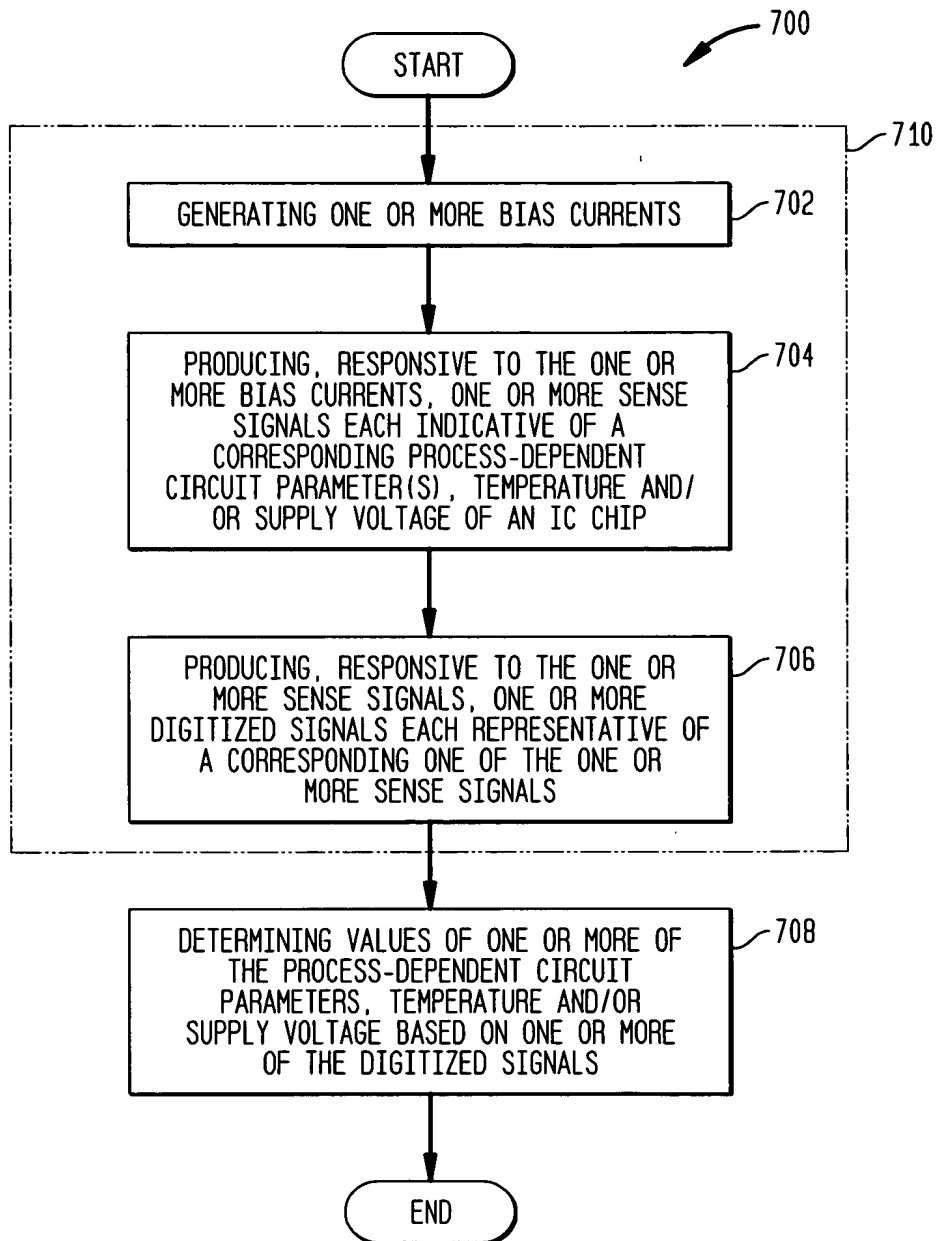 700
START
710
GENERATING ONE OR MORE BIAS CURRENTS
702
PRODUCING, RESPONSIVE TO THE ONE OR
MORE BIAS CURRENTS, ONE OR MORE SENSE
SIGNALS EACH INDICATIVE OF A
CORRESPONDING PROCESS-DEPENDENT
CIRCUIT PARAMETER(S), TEMPERATURE AND/
OR SUPPLY VOLTAGE OF AN IC CHIP
704
PRODUCING, RESPONSIVE TO THE ONE OR
MORE SENSE SIGNALS, ONE OR MORE
DIGITIZED SIGNALS EACH REPRESENTATIVE OF
A CORRESPONDING ONE OF THE ONE OR
MORE SENSE SIGNALS
706
DETERMINING VALUES OF ONE OR MORE OF
THE PROCESS-DEPENDENT CIRCUIT
PARAMETERS, TEMPERATURE AND/OR
SUPPLY VOLTAGE BASED ON ONE OR MORE
OF THE DIGITIZED SIGNALS
708
END